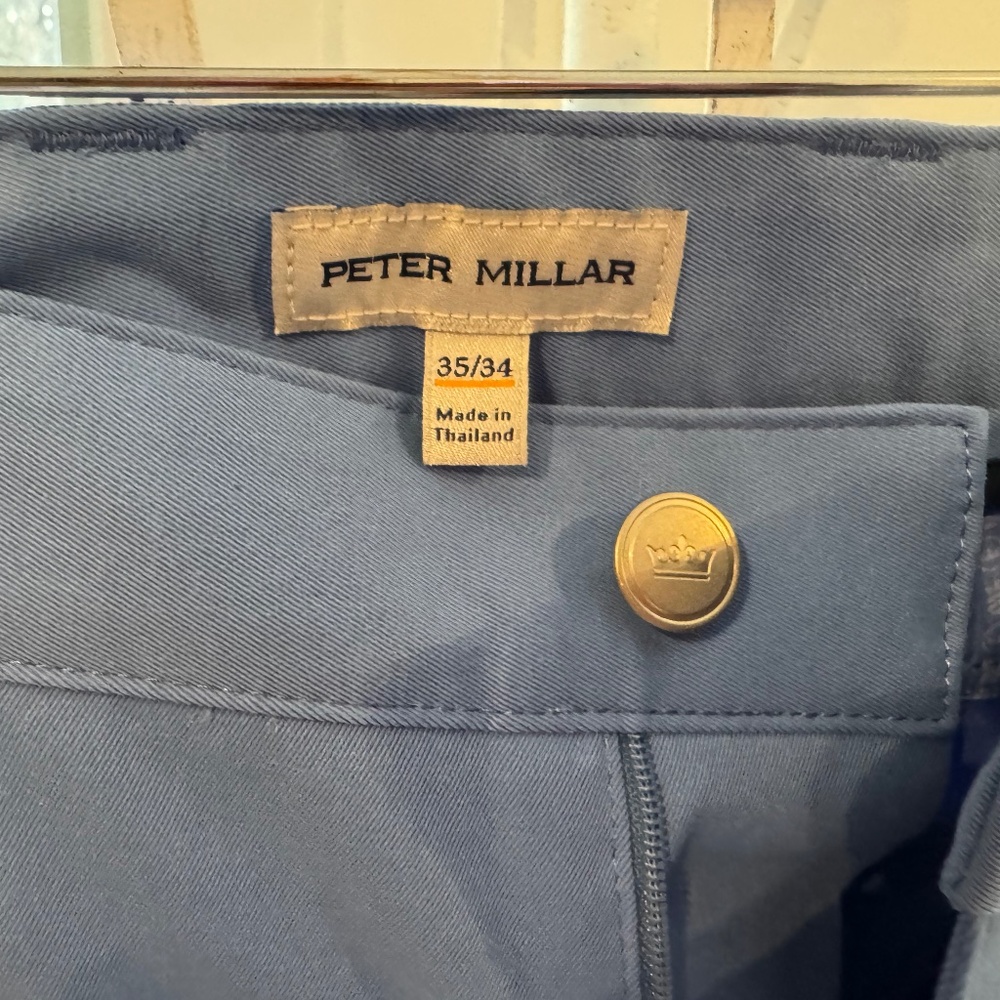 PETER MILLAR
35/34
Made in
Thailand